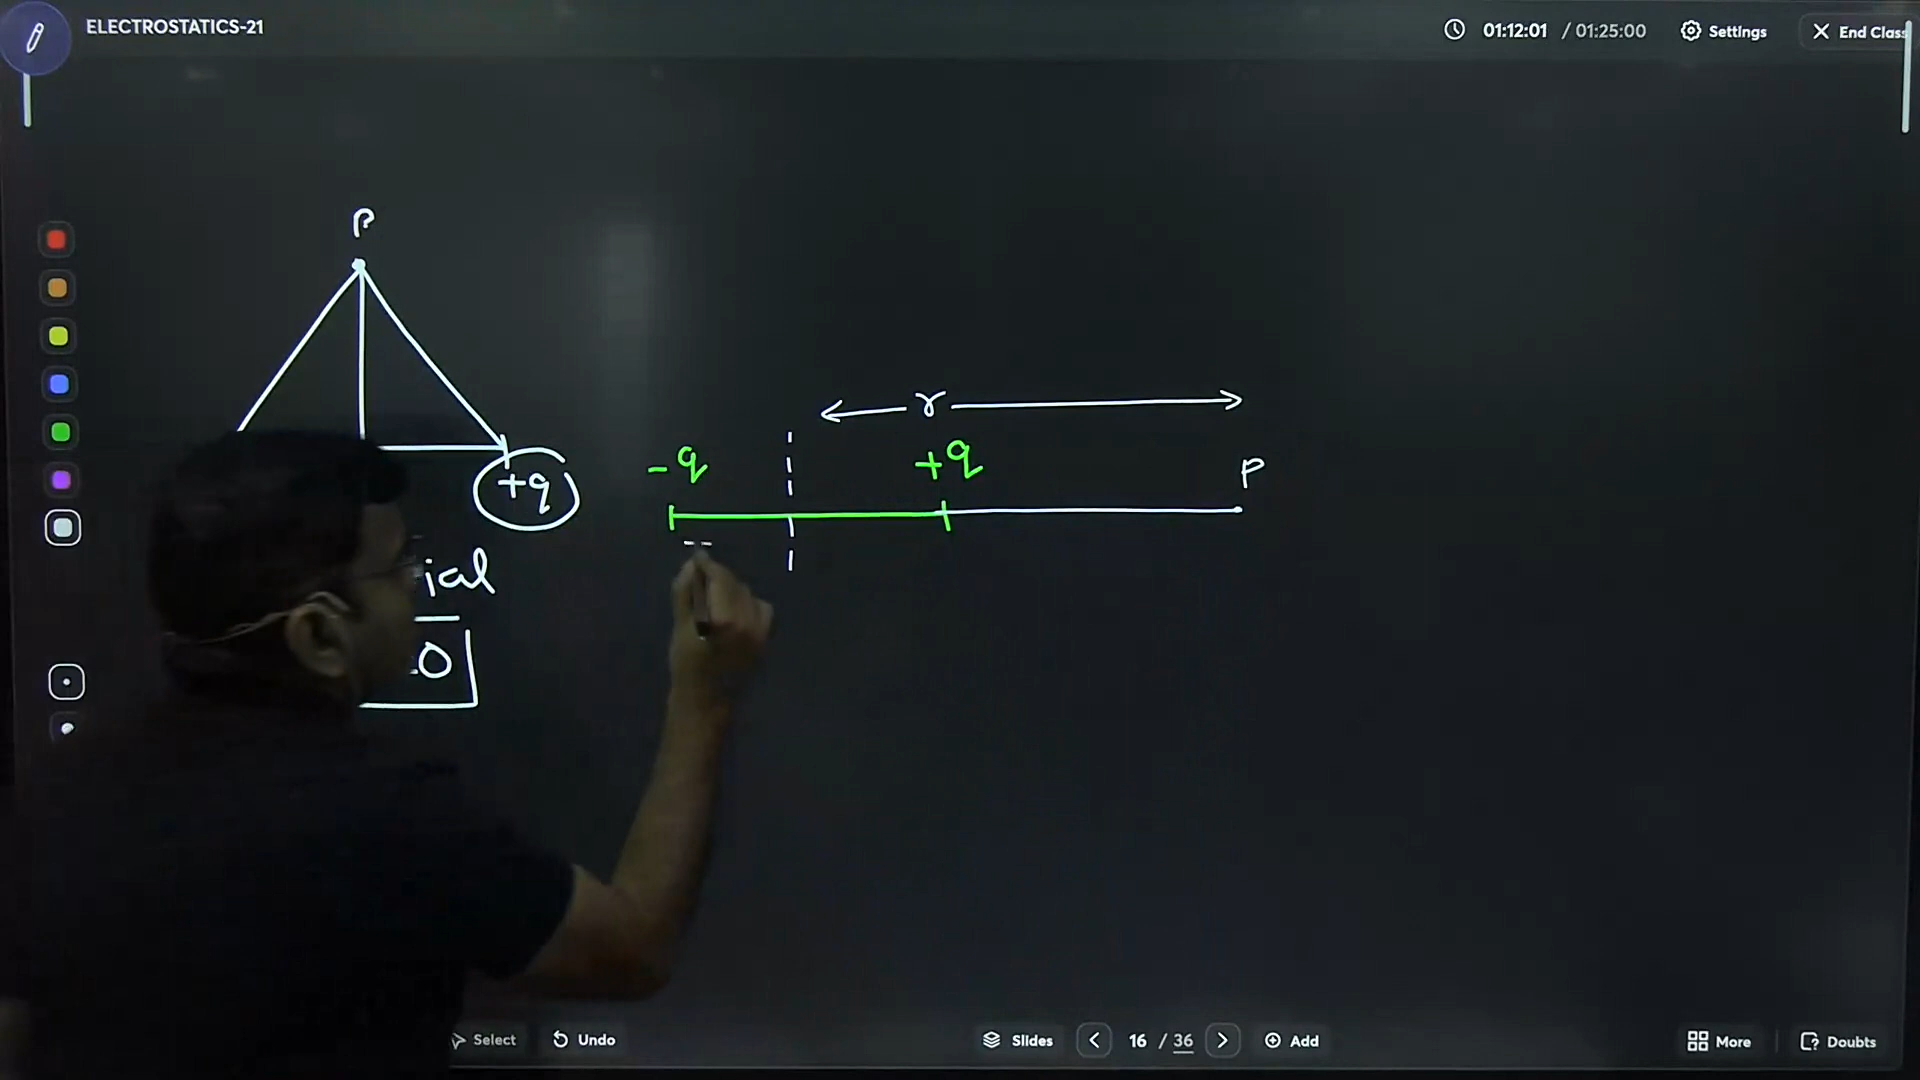 ELECTROSTATICS-21
01:12:01 / 01:25:00
Settings
End Class
P
r
-q
+q
P
+q
ial
0
Select
Undo
Slides
16 / 36
Add
More
Doubts